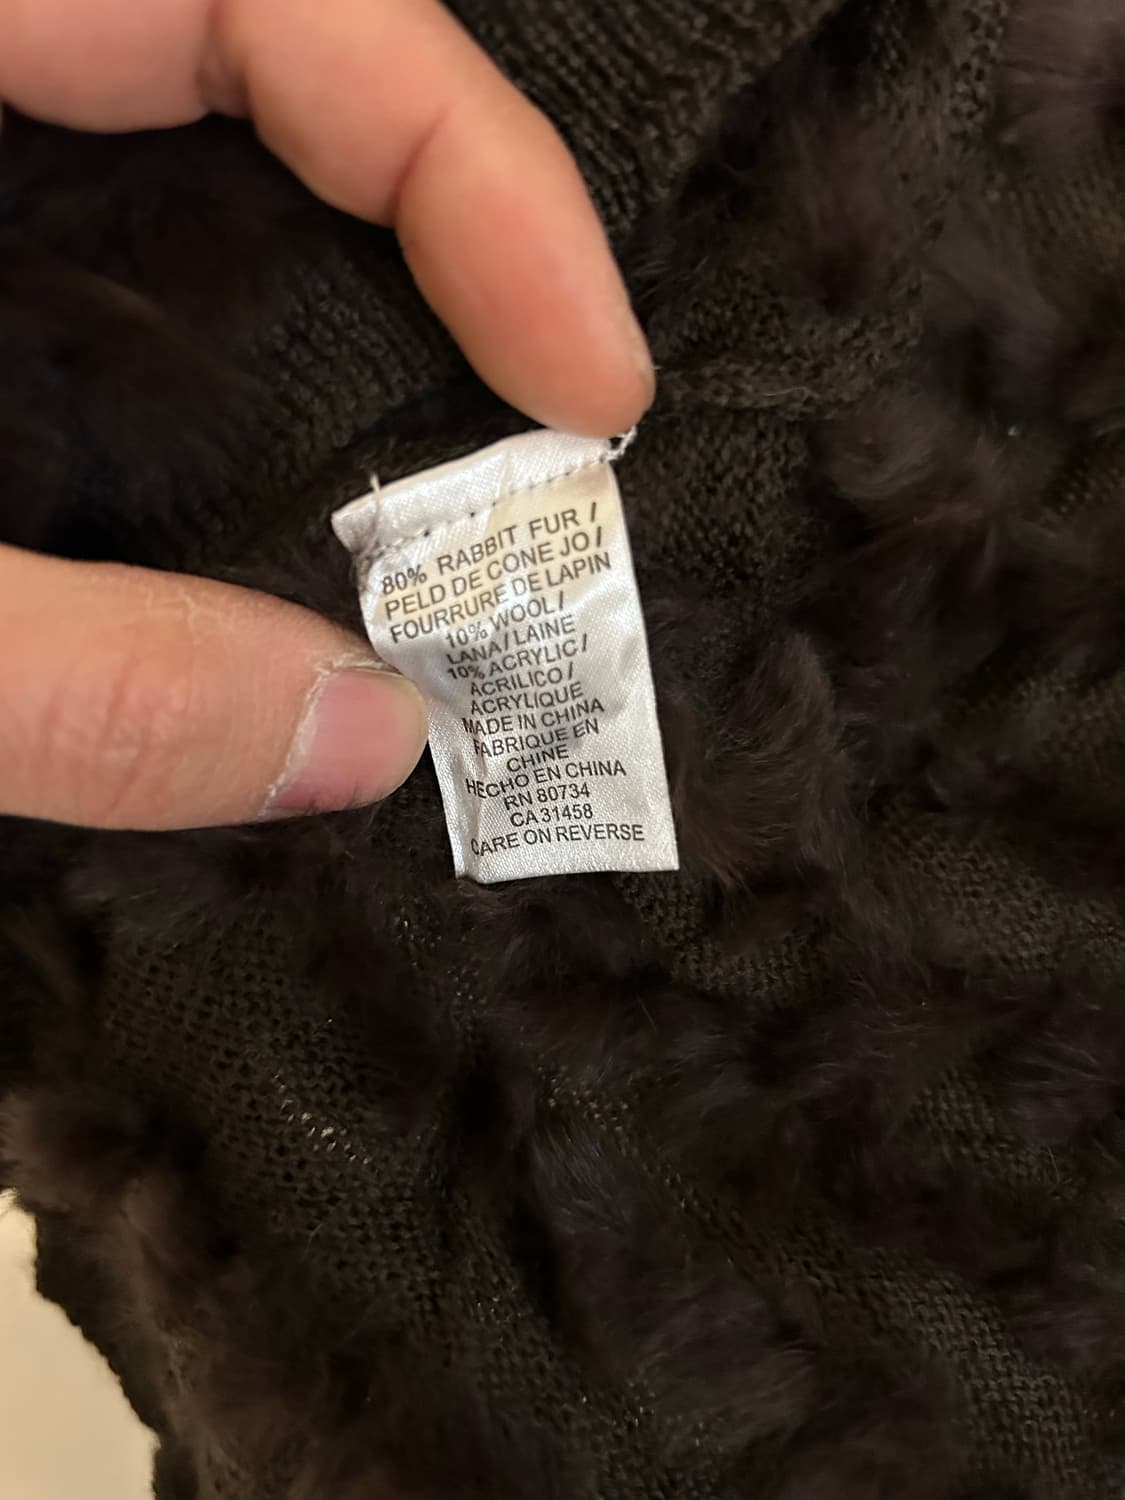 80% RABBIT FUR /
PELD DE CONE JO /
FOURRURE DE LAPIN
10% WOOL /
LANA / LAINE
10% ACRYLIC /
ACRILICO /
ACRYLIQUE
MADE IN CHINA
FABRIQUE EN
CHINE
HECHO EN CHINA
RN 80734
CA 31458
CARE ON REVERSE